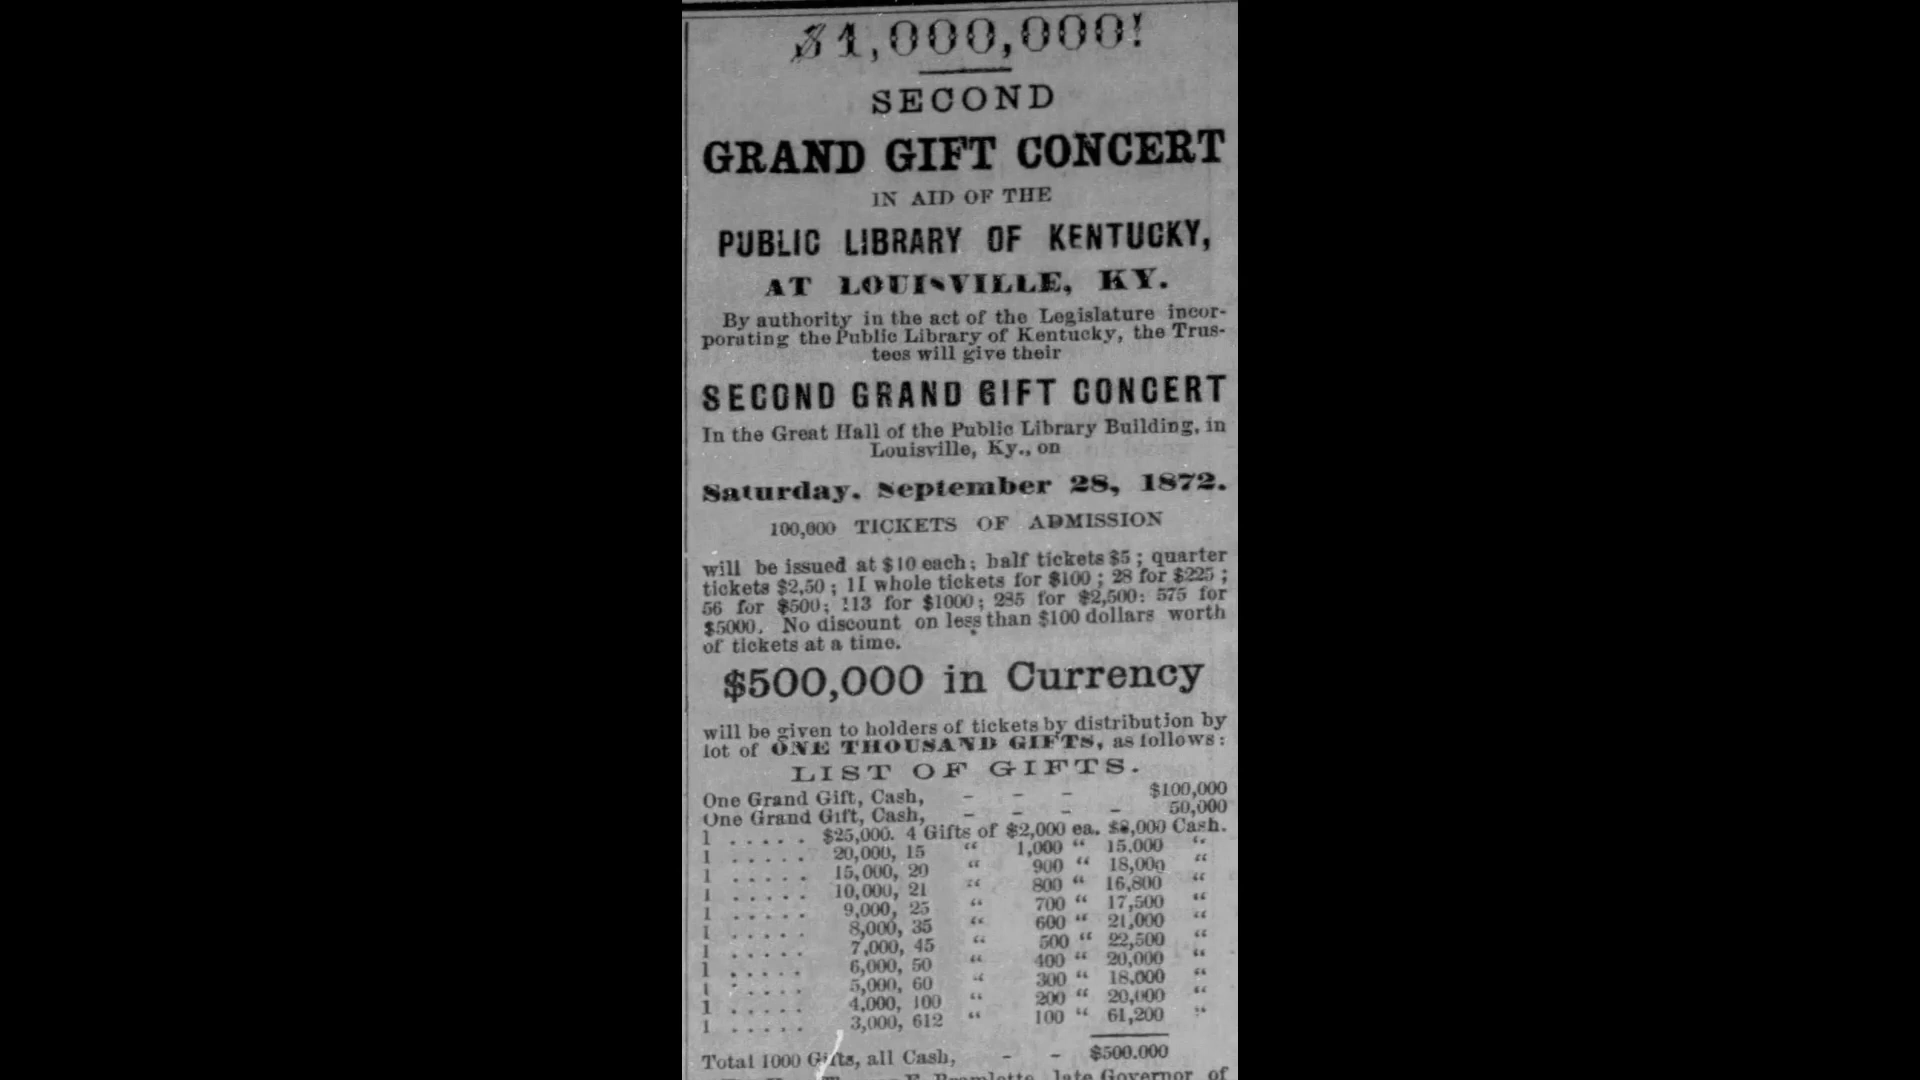 $1,000,000!
SECOND
GRAND GIFT CONCERT
IN AID OF THE
PUBLIC LIBRARY OF KENTUCKY,
AT LOUISVILLE, KY.
By authority in the act of the Legislature incor-
porating the Public Library of Kentucky, the Trus-
tees will give their
SECOND GRAND GIFT CONCERT
In the Great Hall of the Public Library Building, in
Louisville, Ky., on
Saturday, September 28, 1872.
100,000 TICKETS OF ADMISSION
will be issued at $10 each; half tickets $5; quarter
tickets $2,50; 11 whole tickets for $100; 28 for $225;
56 for $500; 113 for $1000; 285 for $2,500: 575 for
$5000. No discount on less than $100 dollars worth
of tickets at a time.
$500,000 in Currency
will be given to holders of tickets by distribution by
lot of ONE THOUSAND GIFTS, as follows:
LIST OF GIFTS.
One Grand Gift, Cash, - - - $100,000
One Grand Gift, Cash, - - - - 50,000
1 ..... $25,000. 4 Gifts of $2,000 ea. $8,000 Cash.
1 ..... 20,000, 15 “ 1,000 “ 15.000 “
1 ..... 15,000, 20 “ 900 “ 18,000 “
1 ..... 10,000, 21 “ 800 “ 16,800 “
1 ..... 9,000, 25 “ 700 “ 17,500 “
1 ..... 8,000, 35 “ 600 “ 21,000 “
1 ..... 7,000, 45 “ 500 “ 22,500 “
1 ..... 6,000, 50 “ 400 “ 20,000 “
1 ..... 5,000, 60 “ 300 “ 18,000 “
1 ..... 4,000, 100 “ 200 “ 20,000 “
1 ..... 3,000, 612 “ 100 “ 61,200 “
Total 1000 Gifts, all Cash, - - $500.000
late Governor of